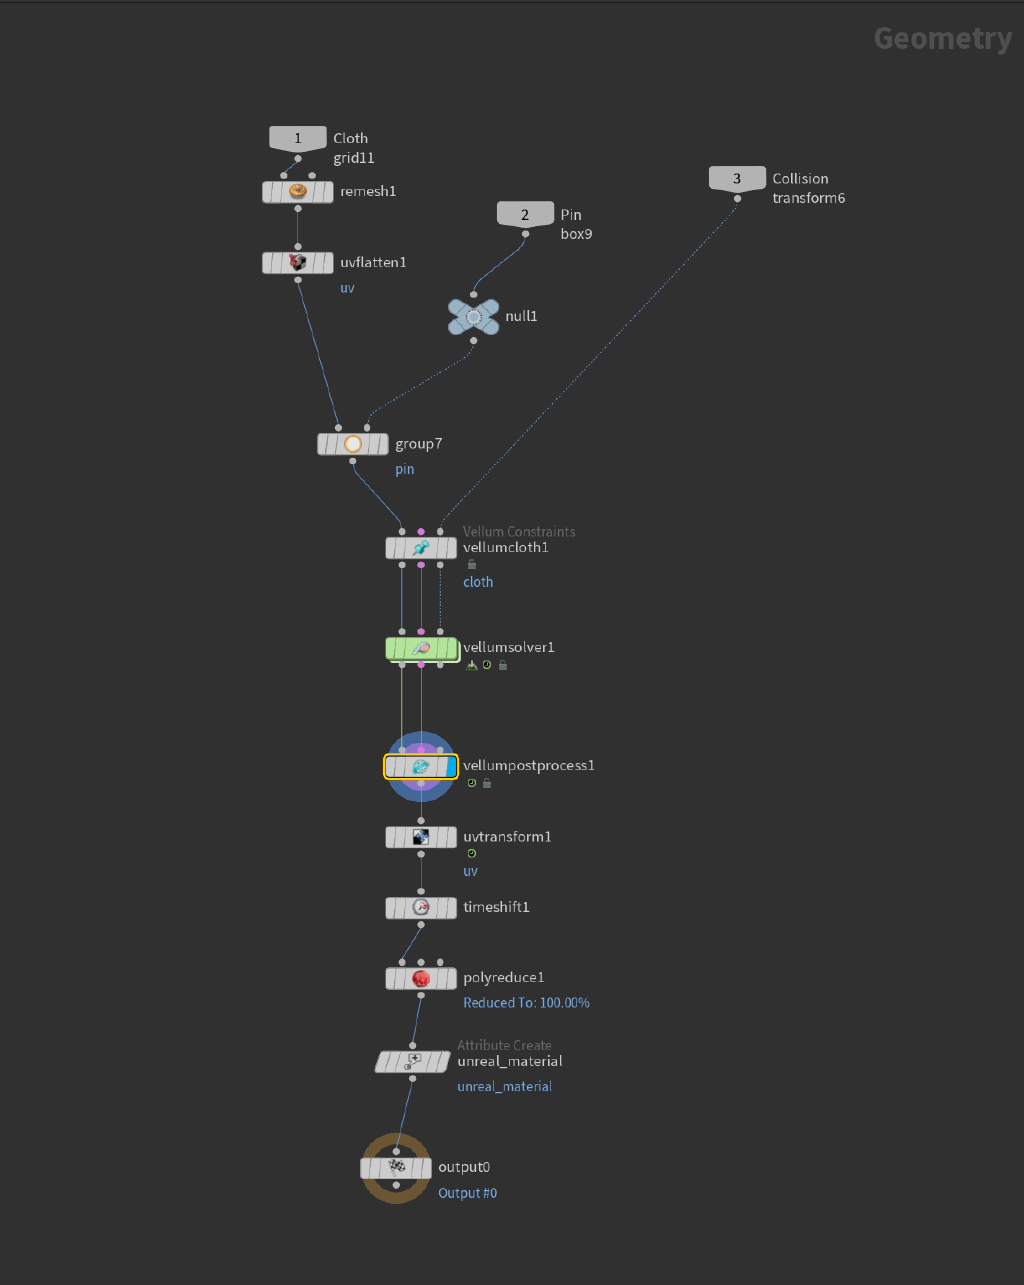 Geometry
1
Cloth
grid11
remesh1
uvflatten1
uv
2
Pin
box9
3
Collision
transform6
null1
group7
pin
Vellum Constraints
vellumcloth1
cloth
vellumsolver1
vellumpostprocess1
uvtransform1
uv
timeshift1
polyreduce1
Reduced To: 100.00%
Attribute Create
unreal_material
unreal_material
output0
Output #0